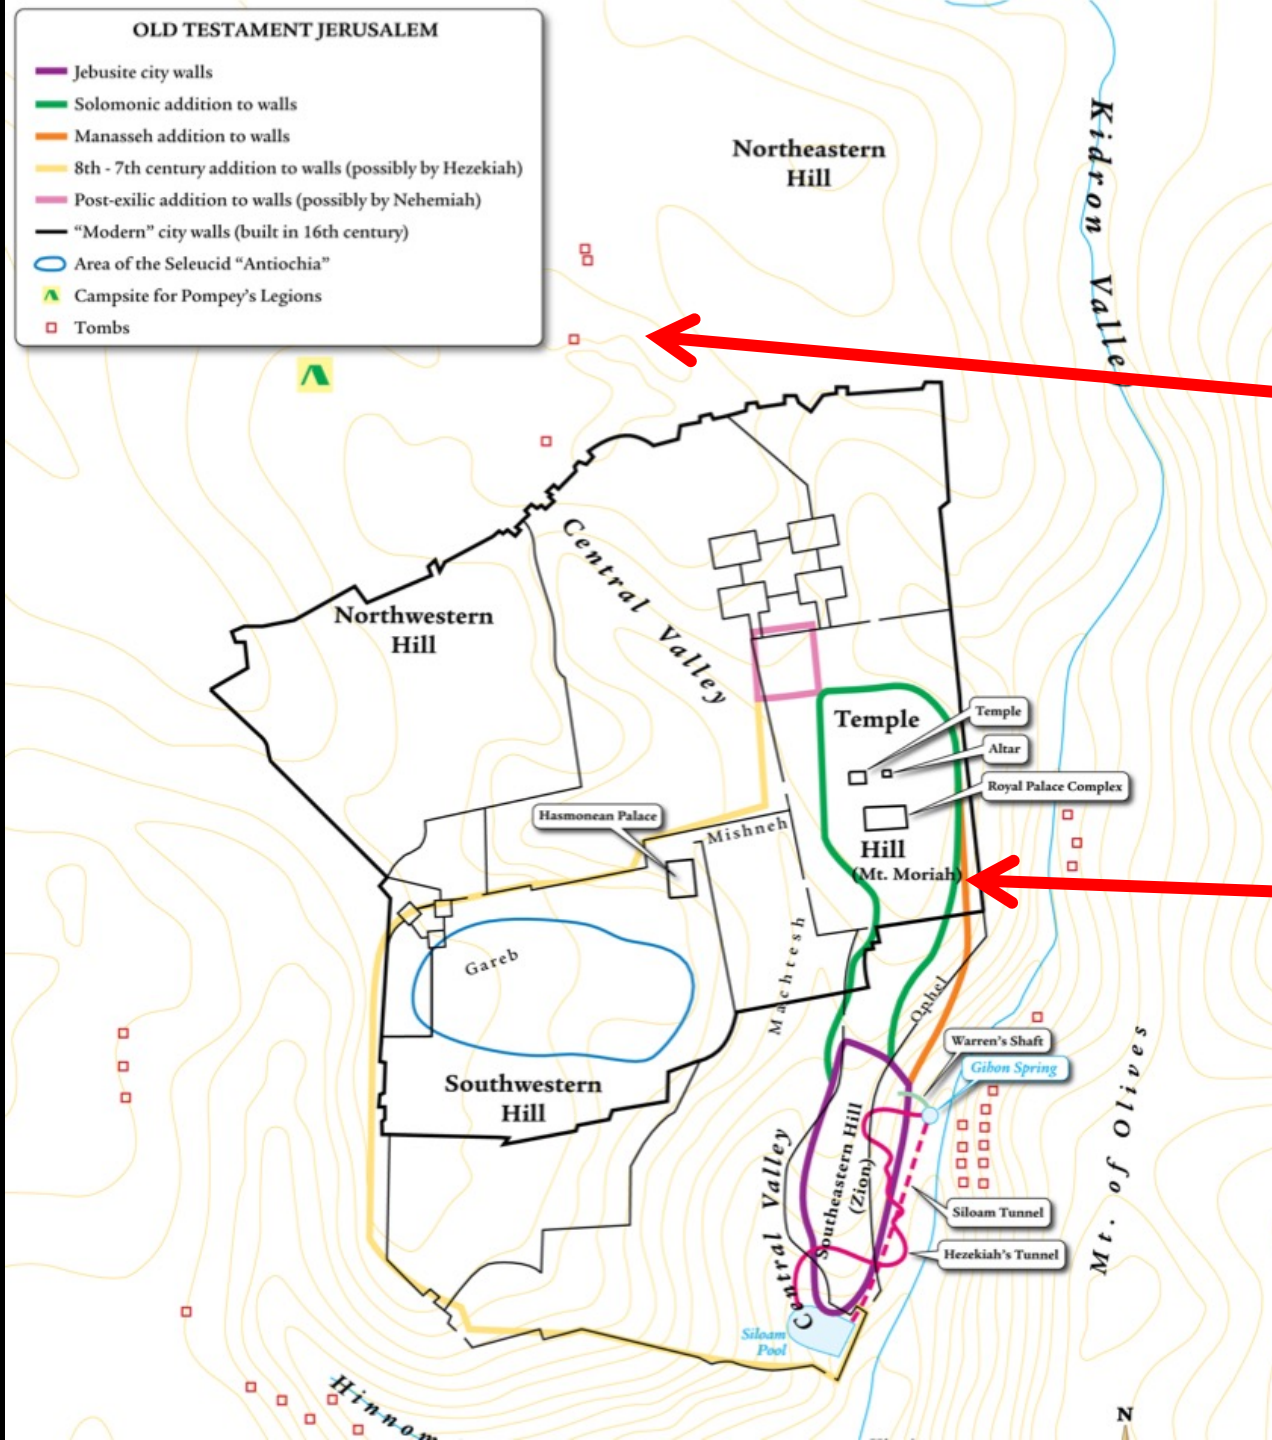 OLD TESTAMENT JERUSALEM
Jebusite city walls
Solomonic addition to walls
Manasseh addition to walls
8th - 7th century addition to walls (possibly by Hezekiah)
Post-exilic addition to walls (possibly by Nehemiah)
“Modern” city walls (built in 16th century)
Area of the Seleucid “Antiochia”
Campsite for Pompey’s Legions
Tombs
Northeastern
Hill
Kidron Valley
Central Valley
Northwestern
Hill
Temple
Temple
Altar
Royal Palace Complex
Hasmonean Palace
Mishneh
Hill
(Mt. Moriah)
Gareb
Machtesh
Ophel
Warren's Shaft
Gihon Spring
Southwestern
Hill
Mt. of Olives
Central Valley
Southeastern Hill
(Zion)
Siloam Tunnel
Hezekiah's Tunnel
Siloam
Pool
Hinnom
N